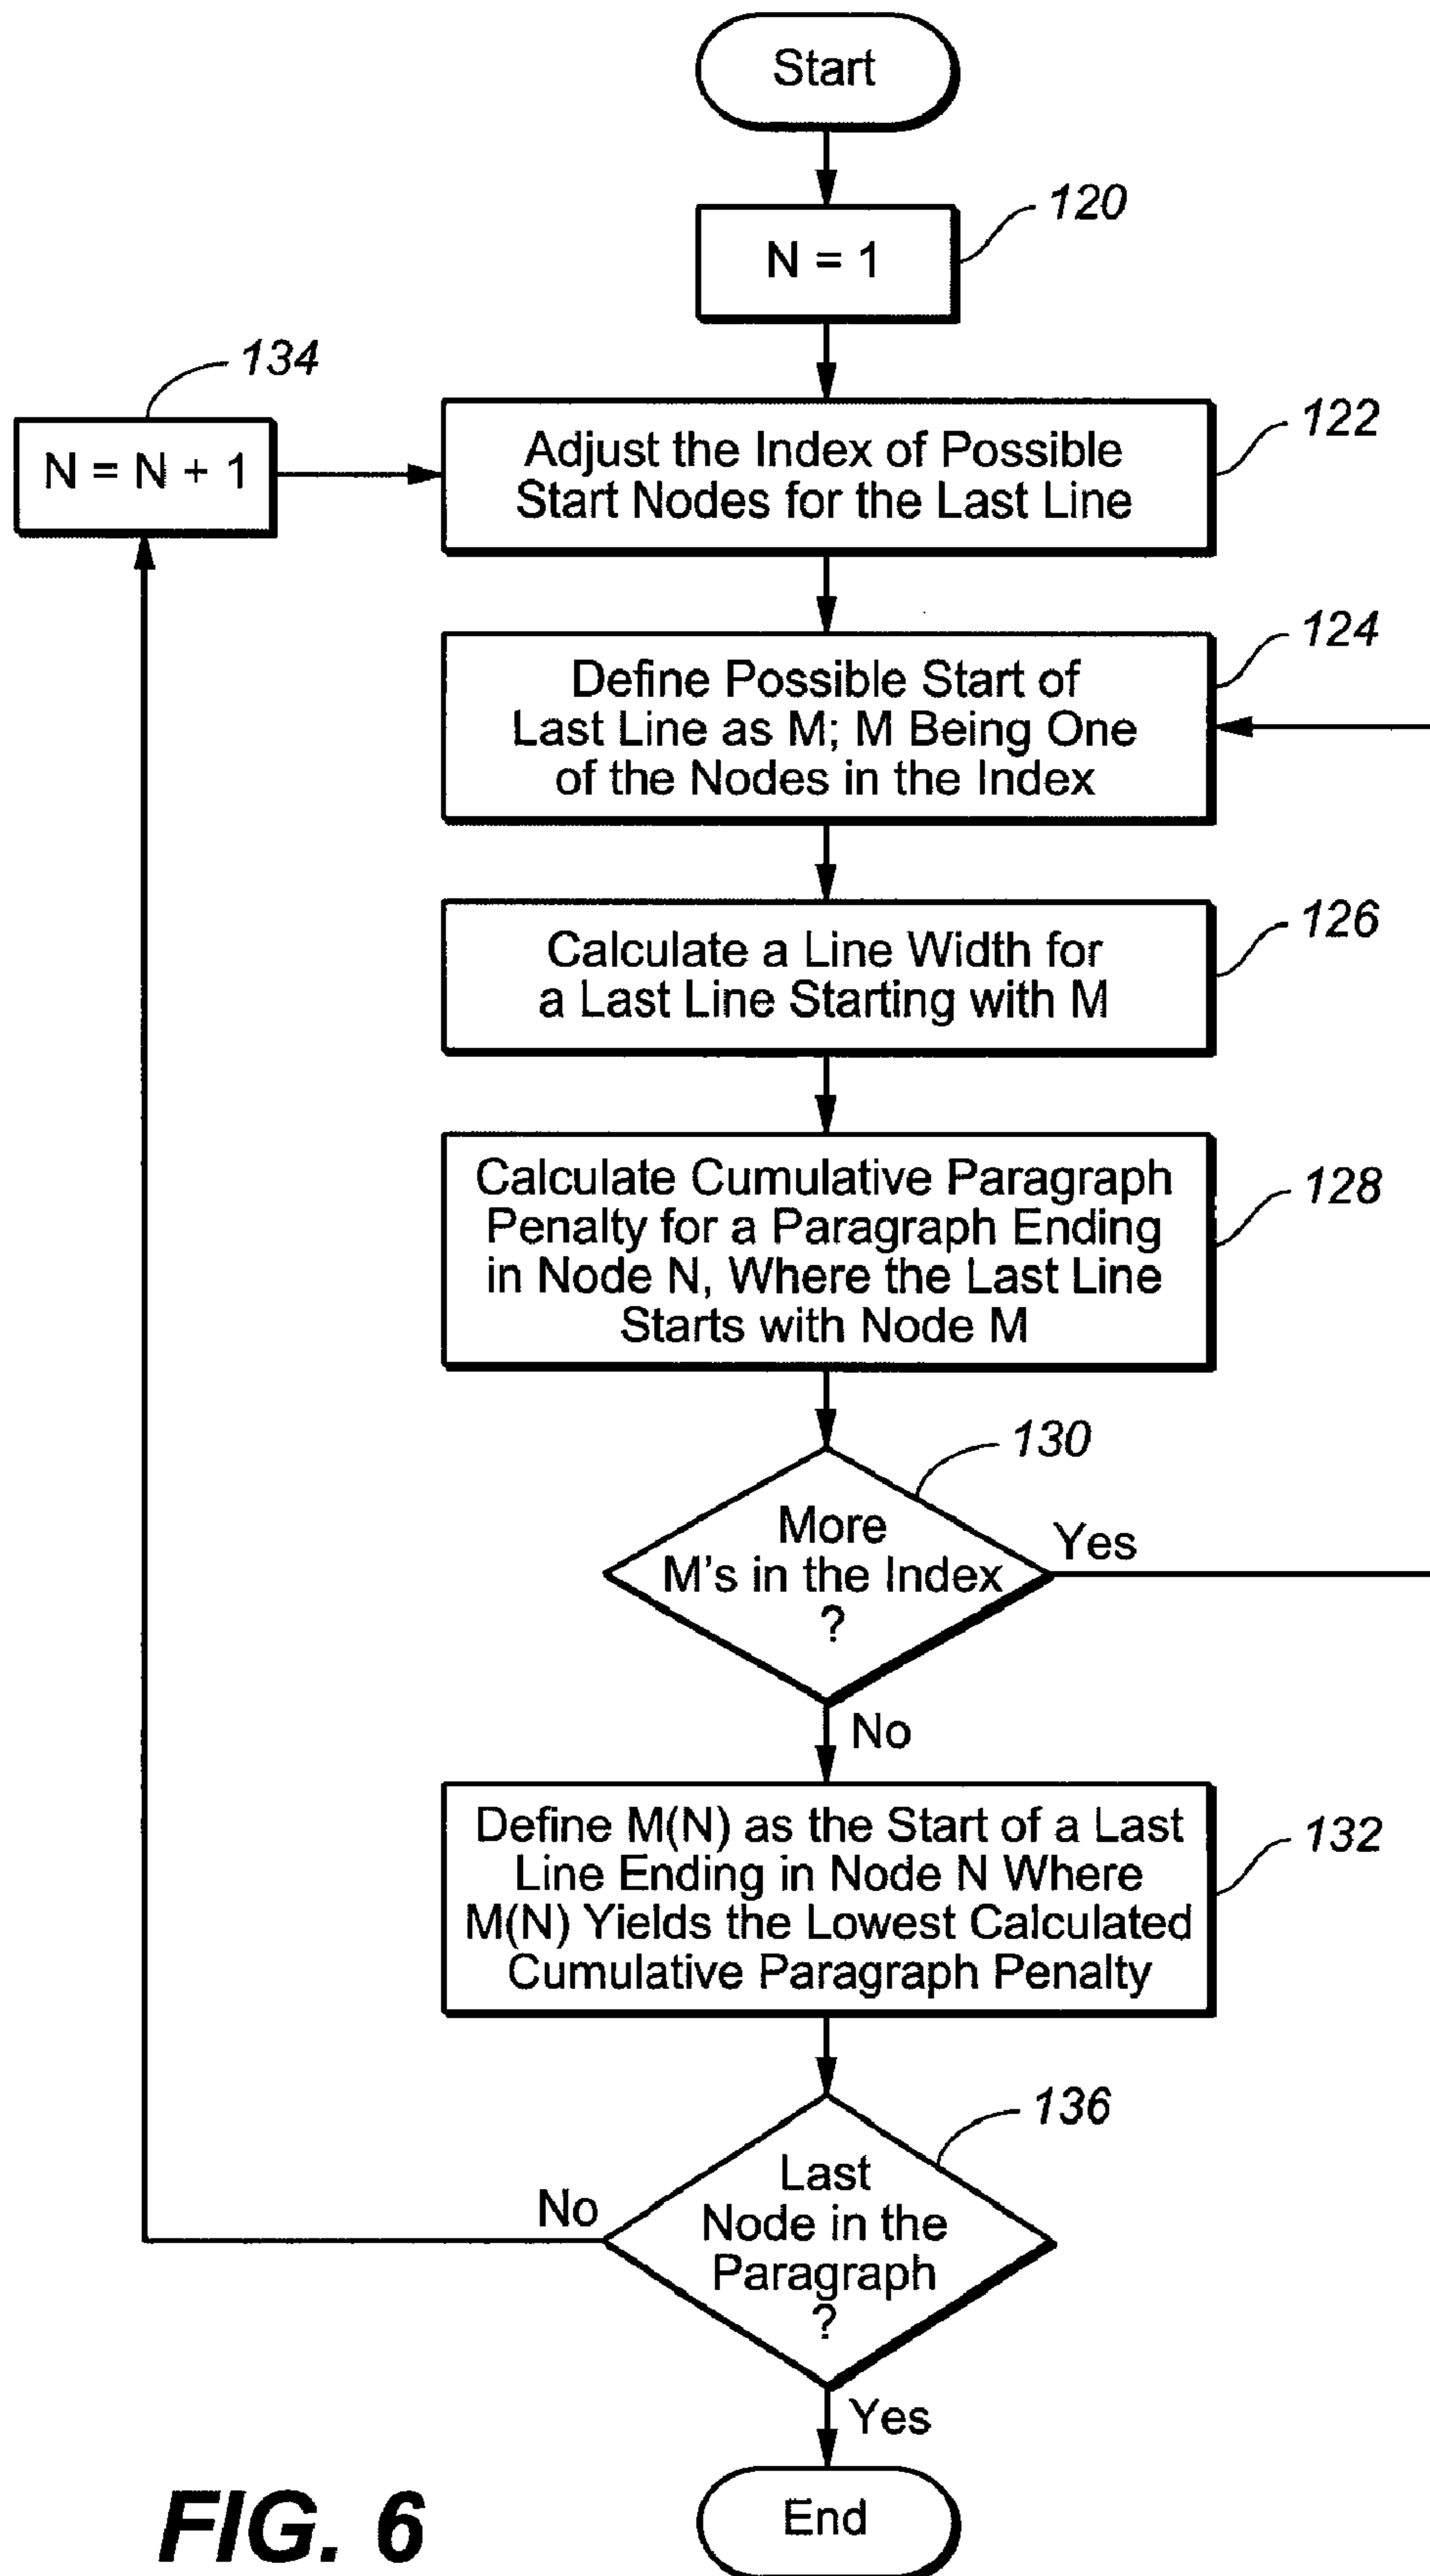 Start
120
N = 1
134
N = N + 1
122
Adjust the Index of Possible
Start Nodes for the Last Line
124
Define Possible Start of
Last Line as M; M Being One
of the Nodes in the Index
126
Calculate a Line Width for
a Last Line Starting with M
128
Calculate Cumulative Paragraph
Penalty for a Paragraph Ending
in Node N, Where the Last Line
Starts with Node M
130
More
M's in the Index
?
Yes
No
132
Define M(N) as the Start of a Last
Line Ending in Node N Where
M(N) Yields the Lowest Calculated
Cumulative Paragraph Penalty
136
Last
Node in the
Paragraph
?
No
Yes
End
FIG. 6